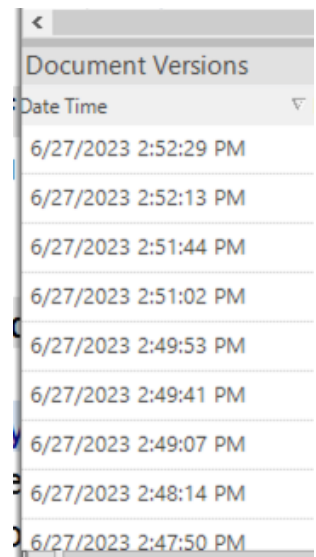 Document Versions
Date Time
6/27/2023 2:52:29 PM
6/27/2023 2:52:13 PM
6/27/2023 2:51:44 PM
6/27/2023 2:51:02 PM
6/27/2023 2:49:53 PM
6/27/2023 2:49:41 PM
6/27/2023 2:49:07 PM
6/27/2023 2:48:14 PM
6/27/2023 2:47:50 PM